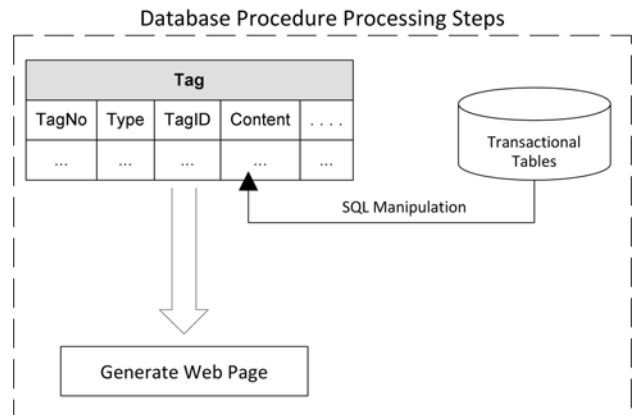 Database Procedure Processing Steps
Tag
TagNo Type TagID Content ....
... ... ... ... ...
Transactional
Tables
SQL Manipulation
Generate Web Page